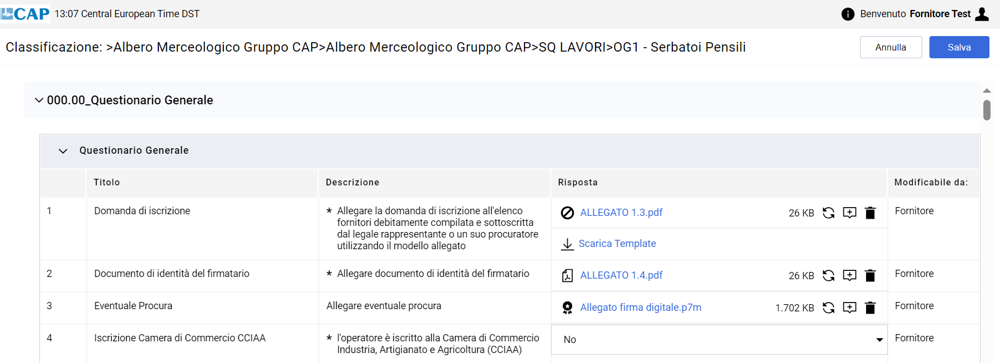 CAP 13:07 Central European Time DST
Benvenuto Fornitore Test
Classificazione: >Albero Merceologico Gruppo CAP>Albero Merceologico Gruppo CAP>SQ LAVORI>OG1 - Serbatoi Pensili
Annulla
Salva
000.00_Questionario Generale
Questionario Generale
Titolo
Descrizione
Risposta
Modificabile da:
1
Domanda di iscrizione
* Allegare la domanda di iscrizione all'elenco
fornitori debitamente compilata e sottoscritta
dal legale rappresentante o un suo procuratore
utilizzando il modello allegato
ALLEGATO 1.3.pdf
26 KB
Scarica Template
Fornitore
2
Documento di identità del firmatario
* Allegare documento di identità del firmatario
ALLEGATO 1.4.pdf
26 KB
Fornitore
3
Eventuale Procura
Allegare eventuale procura
Allegato firma digitale.p7m
1.702 KB
Fornitore
4
Iscrizione Camera di Commercio CCIAA
* l'operatore è iscritto alla Camera di Commercio
Industria, Artigianato e Agricoltura (CCIAA)
No
Fornitore